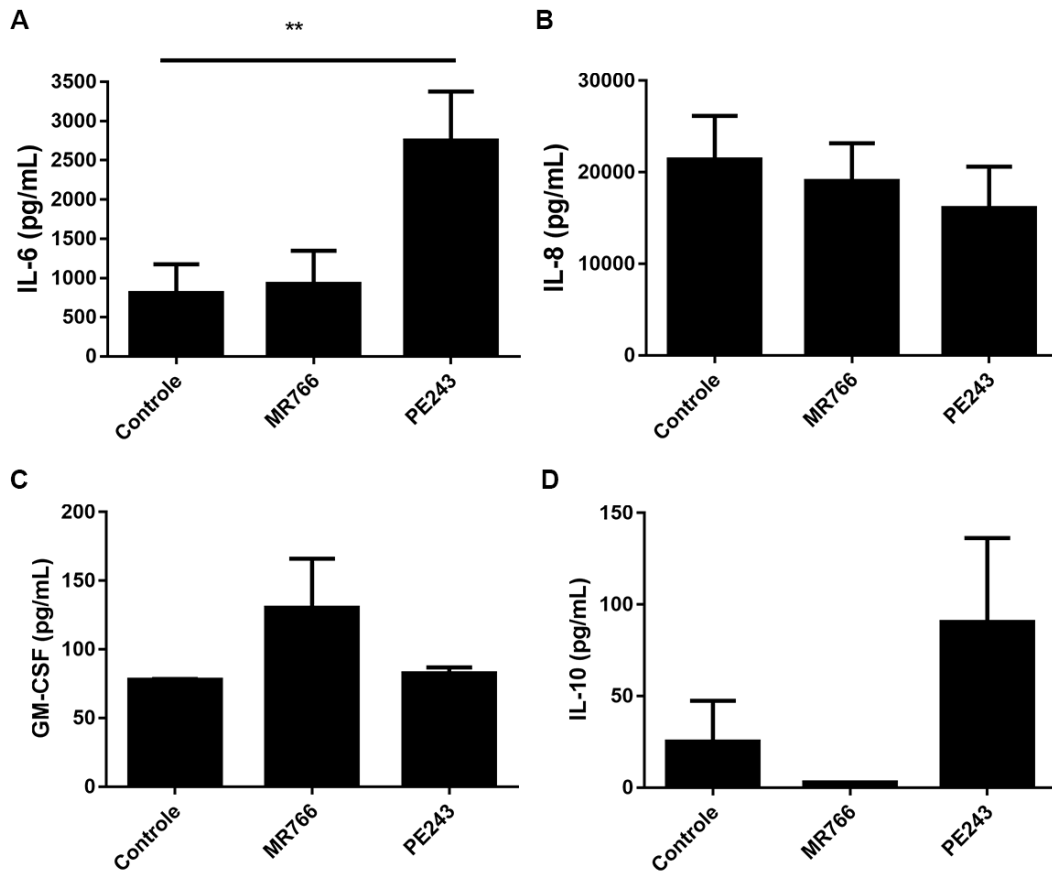 A
**
IL-6 (pg/mL)
3500
3000
2500
2000
1500
1000
500
0
Controle
MR766
PE243
B
IL-8 (pg/mL)
30000
20000
10000
0
Controle
MR766
PE243
C
GM-CSF (pg/mL)
200
150
100
50
0
Controle
MR766
PE243
D
IL-10 (pg/mL)
150
100
50
0
Controle
MR766
PE243